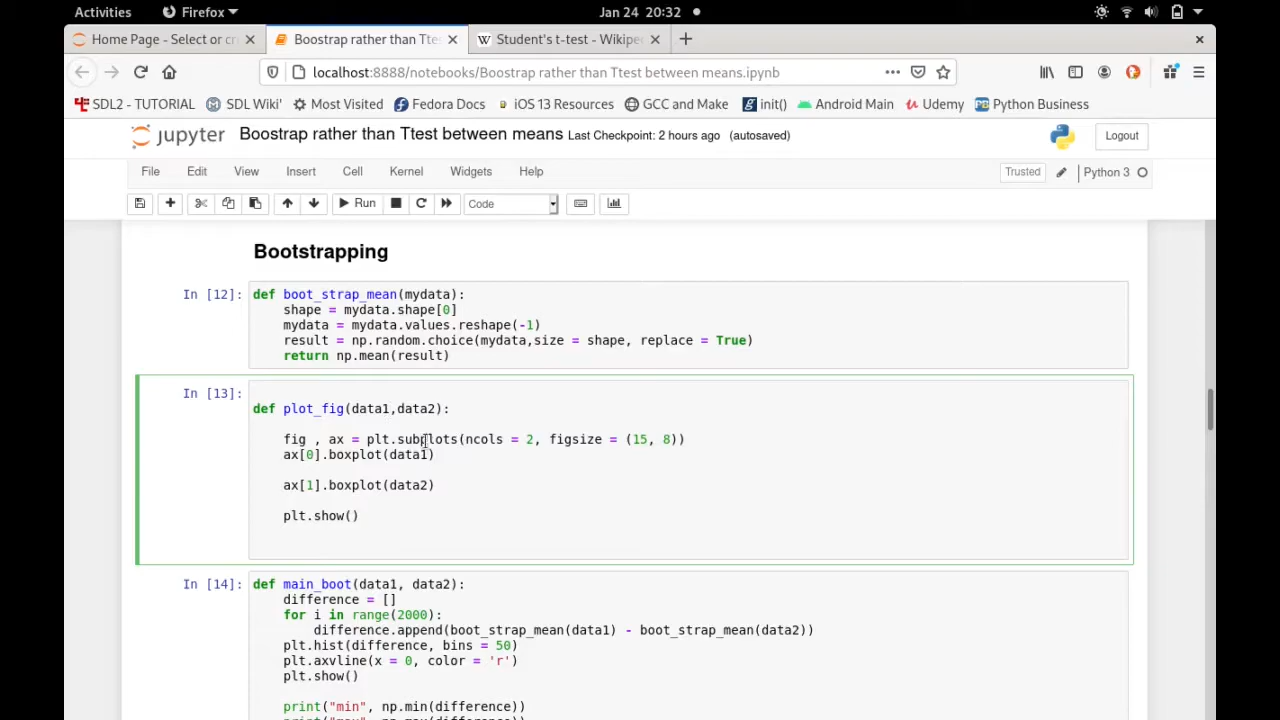 Activities Firefox Jan 24 20:32
Home Page - Select or cr Boostrap rather than Ttes Student's t-test - Wikipe
localhost:8888/notebooks/Boostrap rather than Ttest between means.ipynb
SDL2 - TUTORIAL SDL Wiki' Most Visited Fedora Docs iOS 13 Resources GCC and Make init() Android Main Udemy Python Business
jupyter Boostrap rather than Ttest between means Last Checkpoint: 2 hours ago (autosaved) Logout
File Edit View Insert Cell Kernel Widgets Help Trusted Python 3
Run Code
Bootstrapping
In [12]: def boot_strap_mean(mydata):
shape = mydata.shape[0]
mydata = mydata.values.reshape(-1)
result = np.random.choice(mydata,size = shape, replace = True)
return np.mean(result)
In [13]:
def plot_fig(data1,data2):
fig , ax = plt.subplots(ncols = 2, figsize = (15, 8))
ax[0].boxplot(data1)
ax[1].boxplot(data2)
plt.show()
In [14]: def main_boot(data1, data2):
difference = []
for i in range(2000):
difference.append(boot_strap_mean(data1) - boot_strap_mean(data2))
plt.hist(difference, bins = 50)
plt.axvline(x = 0, color = 'r')
plt.show()
print("min", np.min(difference))